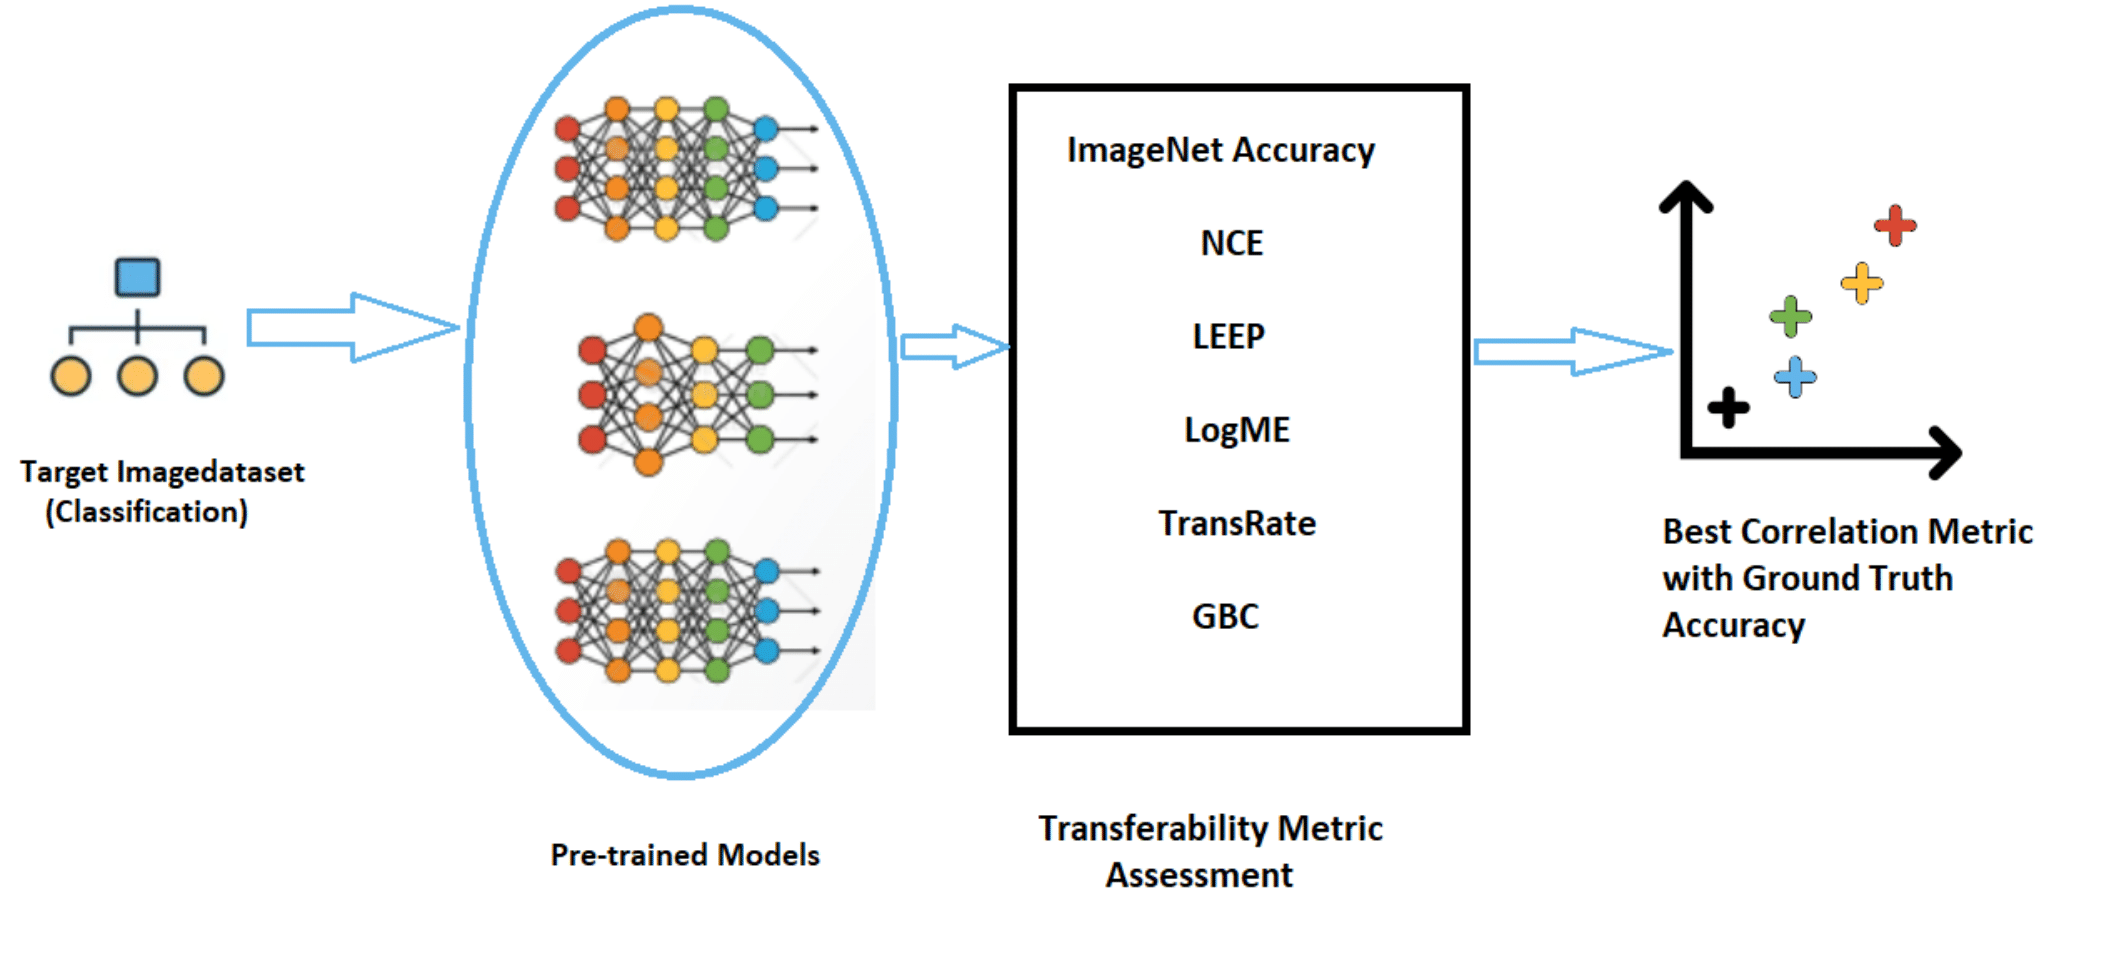 Target Imagedataset
(Classification)
Pre-trained Models
ImageNet Accuracy
NCE
LEEP
LogME
TransRate
GBC
Transferability Metric
Assessment
Best Correlation Metric
with Ground Truth
Accuracy